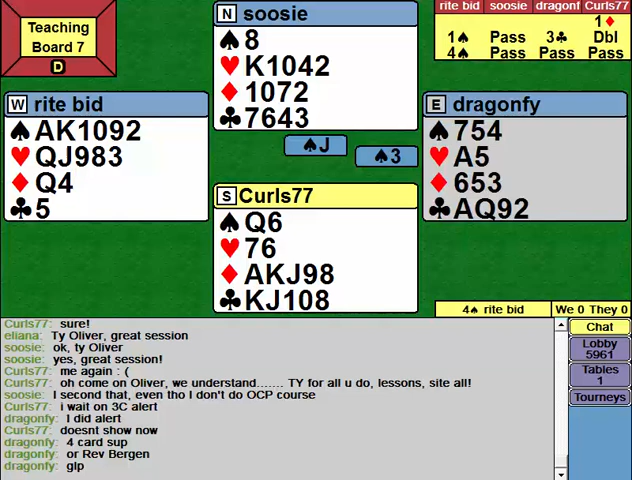 Teaching
Board 7
D
N soosie
♠8
♥K1042
♦1072
♣7643
rite bid soosie dragonf Curls77
1♦
1♠ Pass 3♣ Dbl
4♠ Pass Pass Pass
W rite bid
♠AK1092
♥QJ983
♦Q4
♣5
♠J
♠3
E dragonfy
♠754
♥A5
♦653
♣AQ92
S Curls77
♠Q6
♥76
♦AKJ98
♣KJ108
4♠ rite bid We 0 They 0
Curls77: sure!
eliana: Ty Oliver, great session
soosie: ok, ty Oliver
soosie: yes, great session!
Curls77: me again : (
Curls77: oh come on Oliver, we understand....... TY for all u do, lessons, site all!
soosie: I second that, even tho I don't do OCP course
Curls77: i wait on 3C alert
dragonfy: I did alert
Curls77: doesnt show now
dragonfy: 4 card sup
dragonfy: or Rev Bergen
dragonfy: glp
Chat
Lobby
5961
Tables
1
Tourneys